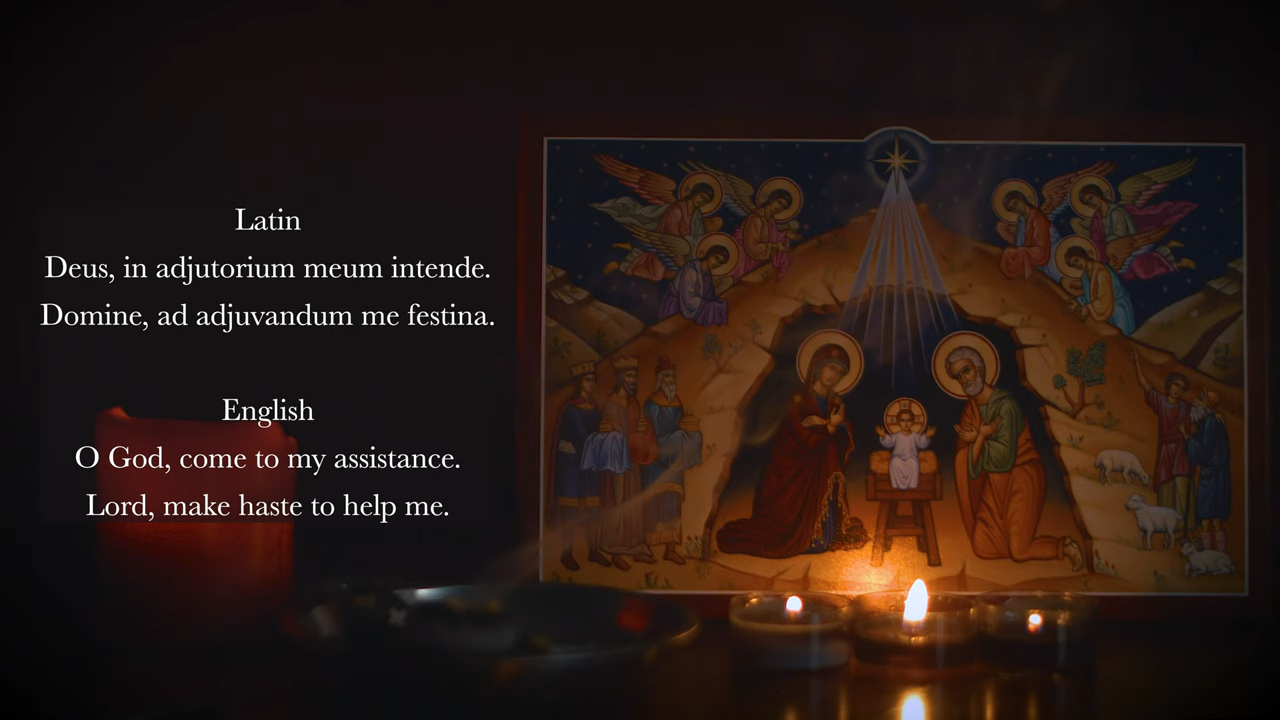 Latin
Deus, in adjutorium meum intende.
Domine, ad adjuvandum me festina.
English
O God, come to my assistance.
Lord, make haste to help me.